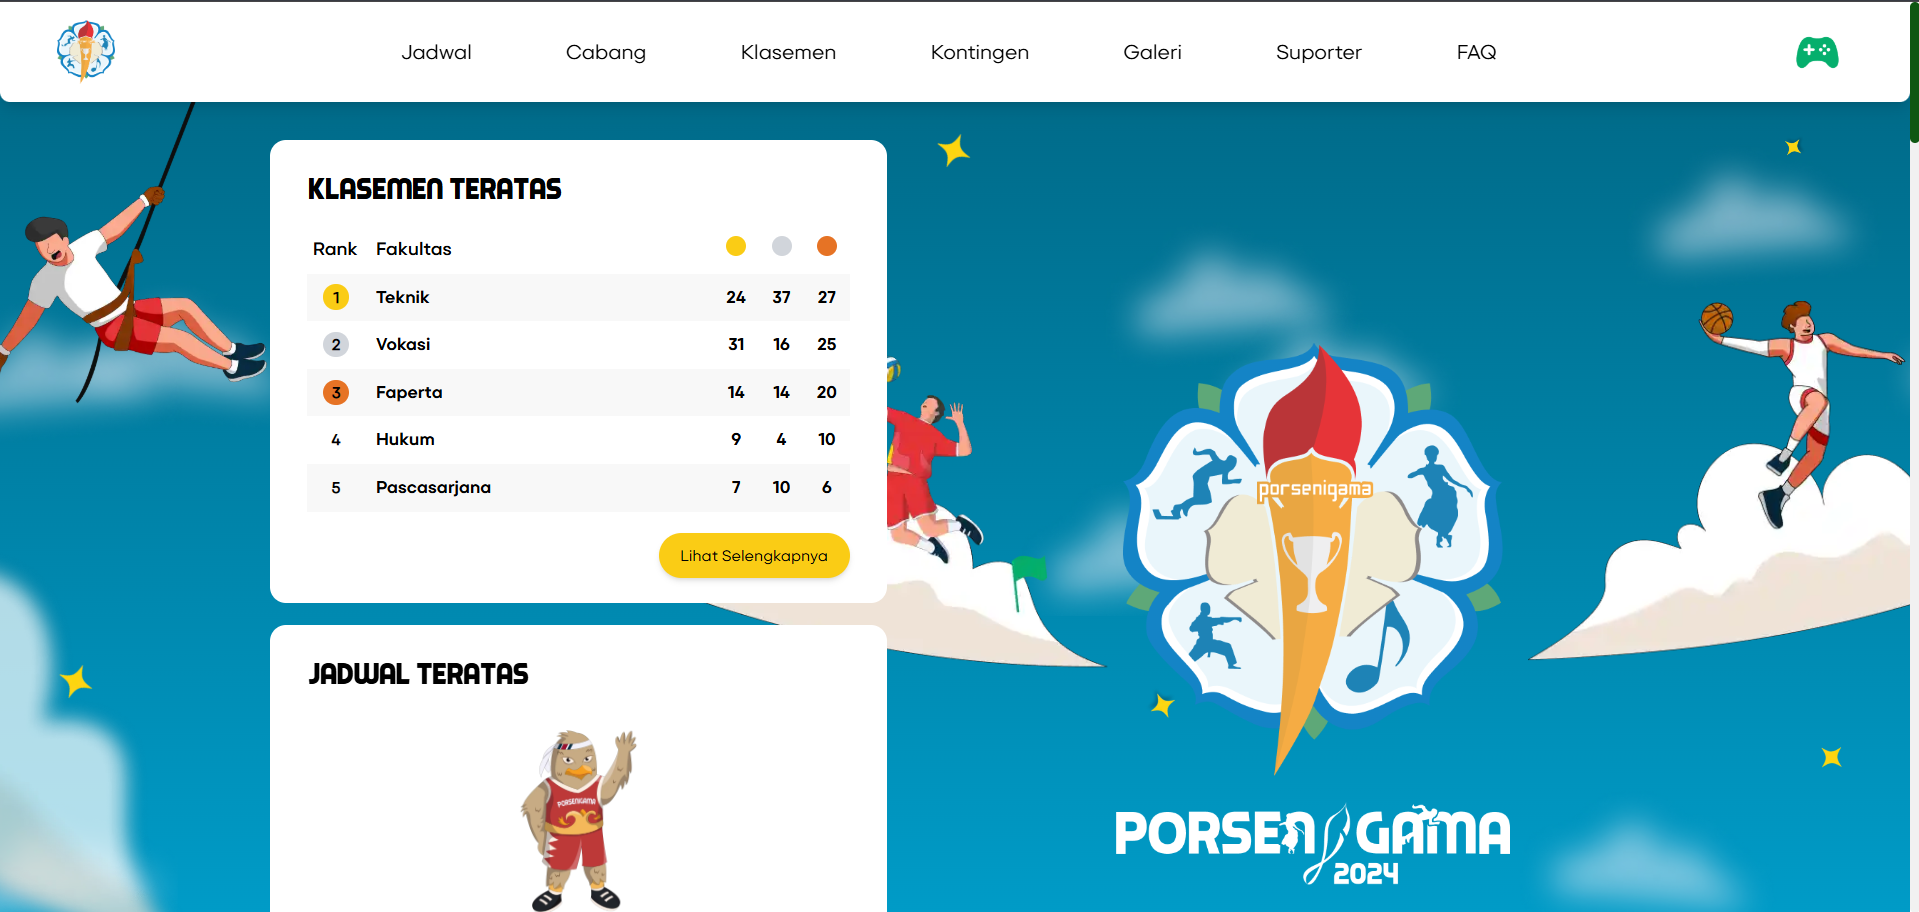 Jadwal Cabang Klasemen Kontingen Galeri Suporter FAQ
KLASEMEN TERATAS
Rank Fakultas
1 Teknik 24 37 27
2 Vokasi 31 16 25
3 Faperta 14 14 20
4 Hukum 9 4 10
5 Pascasarjana 7 10 6
Lihat Selengkapnya
JADWAL TERATAS
PORSENIGAMA
porsenigama
PORSENIGAMA
2024